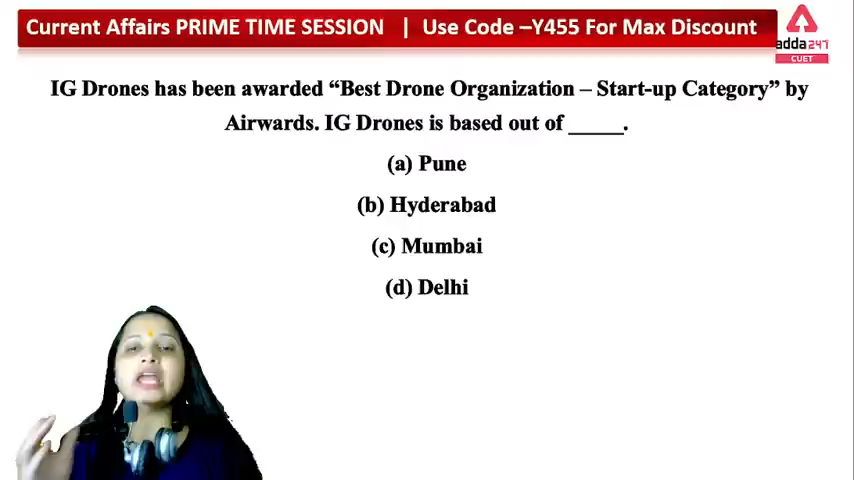 Current Affairs PRIME TIME SESSION | Use Code –Y455 For Max Discount
adda247
CUET
IG Drones has been awarded “Best Drone Organization – Start-up Category” by
Airwards. IG Drones is based out of _____.
(a) Pune
(b) Hyderabad
(c) Mumbai
(d) Delhi